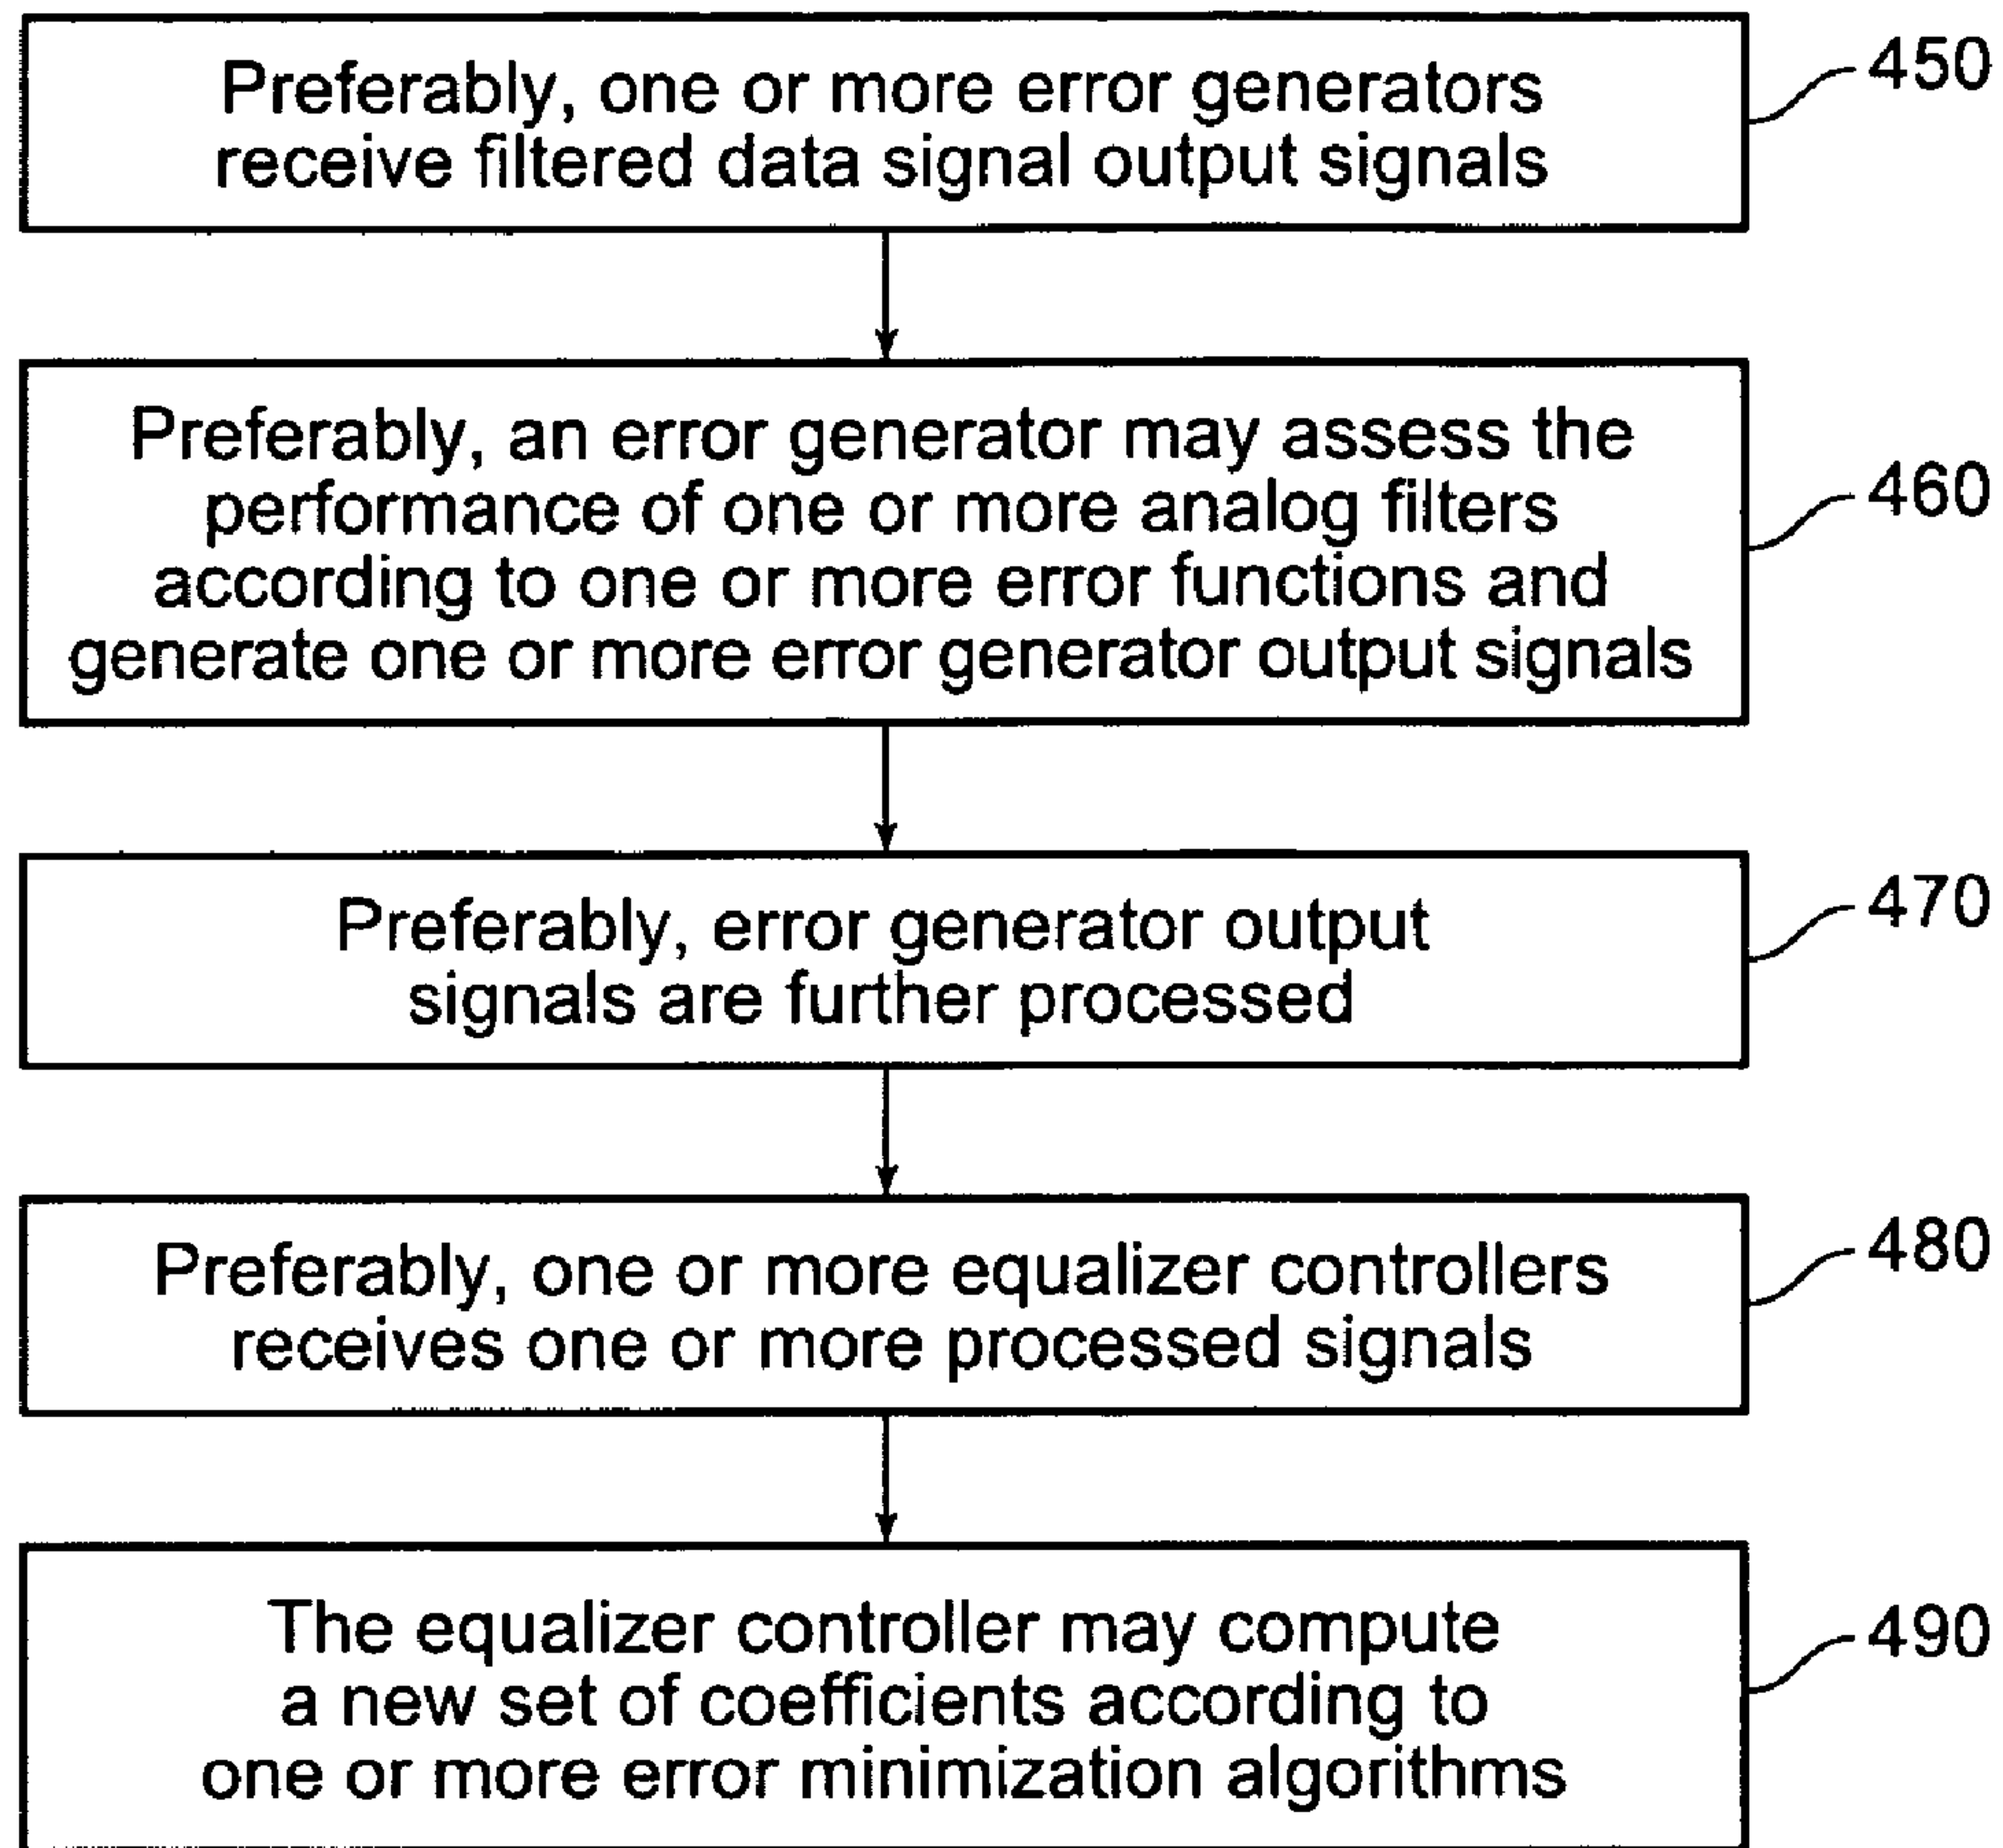 Preferably, one or more error generators
receive filtered data signal output signals
450
Preferably, an error generator may assess the
performance of one or more analog filters
according to one or more error functions and
generate one or more error generator output signals
460
Preferably, error generator output
signals are further processed
470
Preferably, one or more equalizer controllers
receives one or more processed signals
480
The equalizer controller may compute
a new set of coefficients according to
one or more error minimization algorithms
490